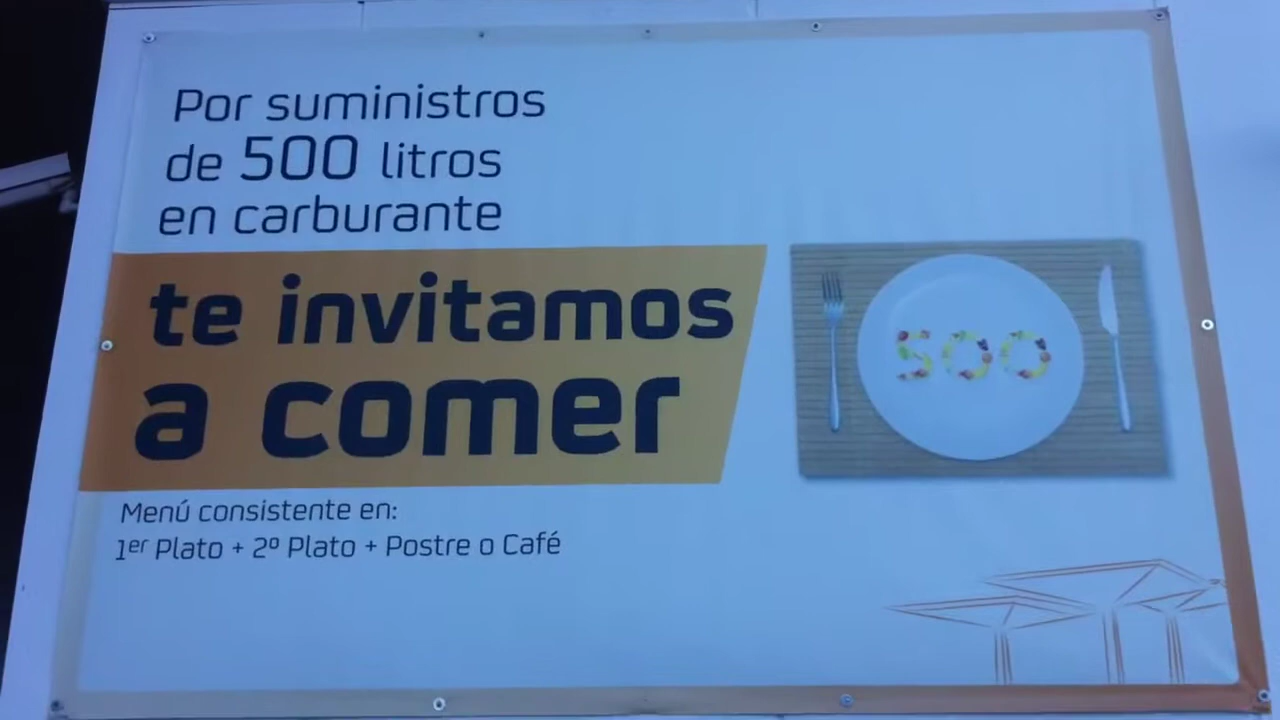 Por suministros
de 500 litros
en carburante
te invitamos
a comer
500
Menú consistente en:
1er Plato + 2º Plato + Postre o Café